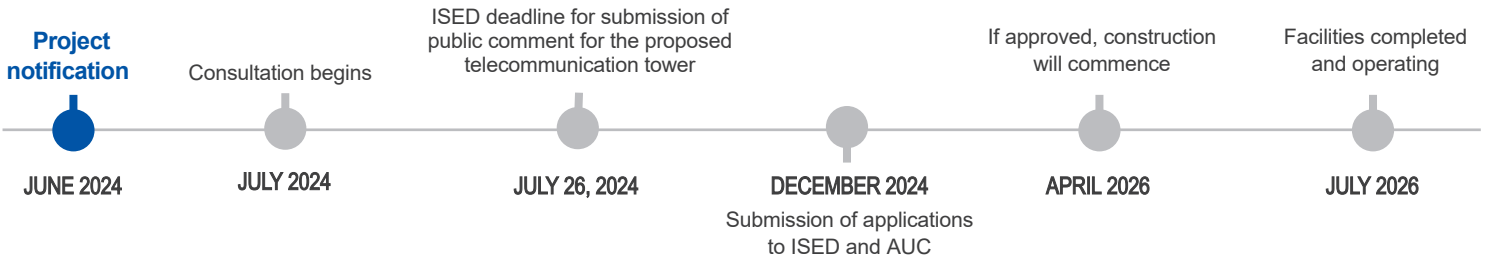 Project
notification
JUNE 2024
Consultation begins
JULY 2024
ISED deadline for submission of
public comment for the proposed
telecommunication tower
JULY 26, 2024
DECEMBER 2024
Submission of applications
to ISED and AUC
If approved, construction
will commence
APRIL 2026
Facilities completed
and operating
JULY 2026